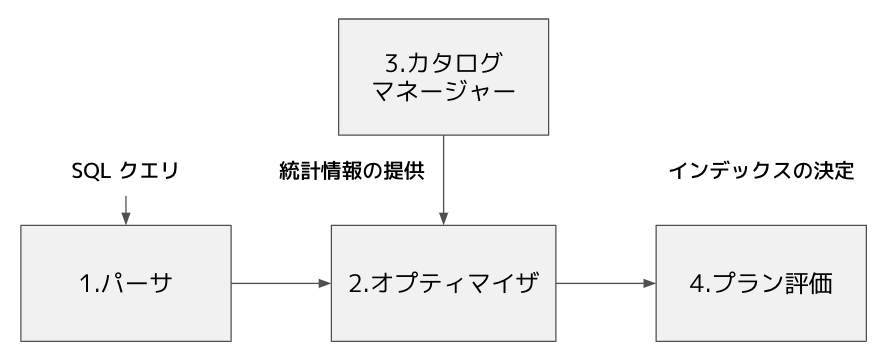 3.カタログ
マネージャー
SQL クエリ
統計情報の提供
インデックスの決定
1.パーサ
2.オプティマイザ
4.プラン評価